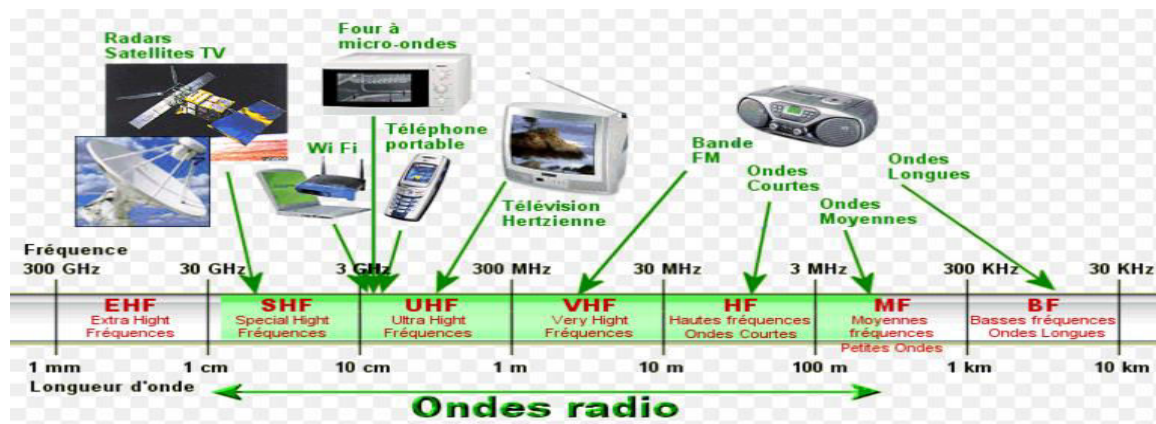 Radars
Satellites TV
Four à
micro-ondes
Wi Fi
Téléphone
portable
Télévision
Hertzienne
Bande
FM
Ondes
Courtes
Ondes
Moyennes
Ondes
Longues
Fréquence
300 GHz 30 GHz 3 GHz 300 MHz 30 MHz 3 MHz 300 KHz 30 KHz
EHF SHF UHF VHF HF MF BF
Extra Hight Special Hight Ultra Hight Very Hight Hautes fréquences Moyennes Basses fréquences
Fréquences Fréquences Fréquences Fréquences Ondes Courtes fréquences Ondes Longues
Petites Ondes
1 mm 1 cm 10 cm 1 m 10 m 100 m 1 km 10 km
Longueur d'onde
Ondes radio